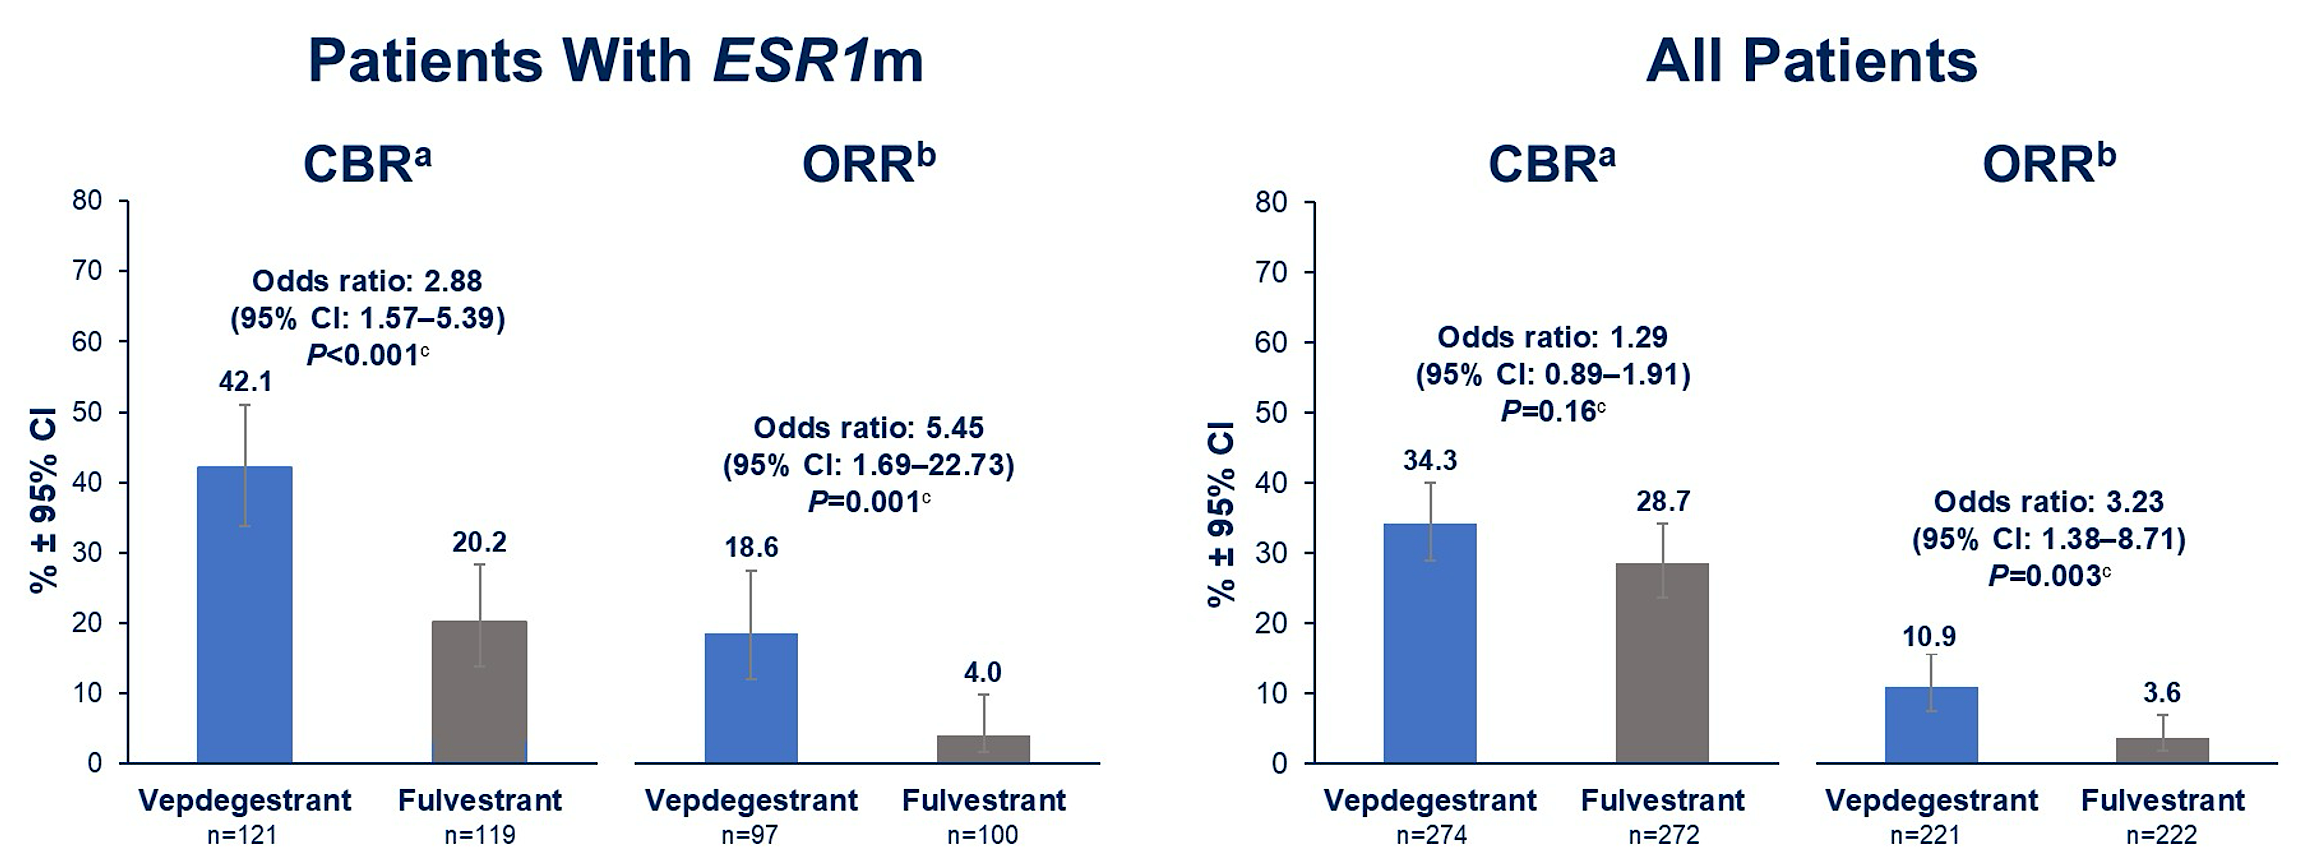 Patients With ESR1m
CBRᵃ
ORRᵇ
% ± 95% CI
80
70
60
50
40
30
20
10
0
Odds ratio: 2.88
(95% CI: 1.57–5.39)
P<0.001ᶜ
42.1
20.2
Vepdegestrant
n=121
Fulvestrant
n=119
Odds ratio: 5.45
(95% CI: 1.69–22.73)
P=0.001ᶜ
18.6
4.0
Vepdegestrant
n=97
Fulvestrant
n=100
All Patients
CBRᵃ
ORRᵇ
% ± 95% CI
80
70
60
50
40
30
20
10
0
Odds ratio: 1.29
(95% CI: 0.89–1.91)
P=0.16ᶜ
34.3
28.7
Vepdegestrant
n=274
Fulvestrant
n=272
Odds ratio: 3.23
(95% CI: 1.38–8.71)
P=0.003ᶜ
10.9
3.6
Vepdegestrant
n=221
Fulvestrant
n=222